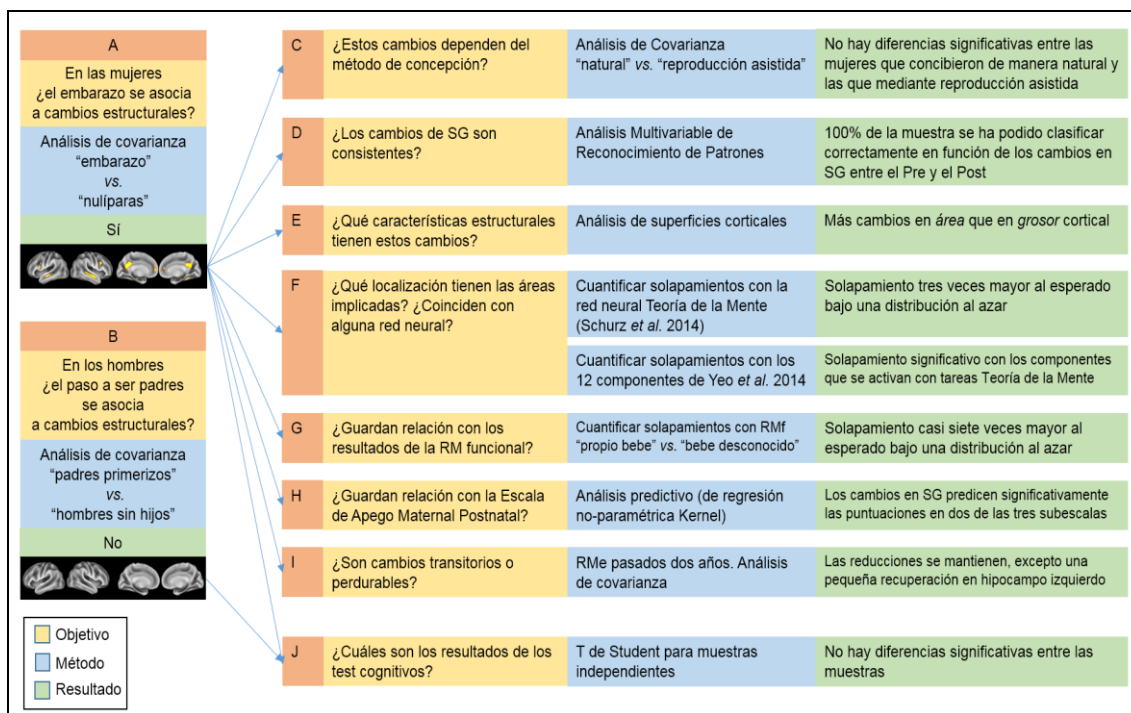 A
En las mujeres
¿el embarazo se asocia
a cambios estructurales?
Análisis de covarianza
“embarazo”
vs.
“nulíparas”
Sí
B
En los hombres
¿el paso a ser padres
se asocia
a cambios estructurales?
Análisis de covarianza
“padres primerizos”
vs.
“hombres sin hijos”
No
Objetivo
Método
Resultado
C
¿Estos cambios dependen del
método de concepción?
Análisis de Covarianza
“natural” vs. “reproducción asistida”
No hay diferencias significativas entre las
mujeres que concibieron de manera natural y
las que mediante reproducción asistida
D
¿Los cambios de SG son
consistentes?
Análisis Multivariable de
Reconocimiento de Patrones
100% de la muestra se ha podido clasificar
correctamente en función de los cambios en
SG entre el Pre y el Post
E
¿Qué características estructurales
tienen estos cambios?
Análisis de superficies corticales
Más cambios en área que en grosor cortical
F
¿Qué localización tienen las áreas
implicadas? ¿Coinciden con
alguna red neural?
Cuantificar solapamientos con la
red neural Teoría de la Mente
(Schurz et al. 2014)
Solapamiento tres veces mayor al esperado
bajo una distribución al azar
Cuantificar solapamientos con los
12 componentes de Yeo et al. 2014
Solapamiento significativo con los componentes
que se activan con tareas Teoría de la Mente
G
¿Guardan relación con los
resultados de la RM funcional?
Cuantificar solapamientos con RMf
“propio bebe” vs. “bebe desconocido”
Solapamiento casi siete veces mayor al
esperado bajo una distribución al azar
H
¿Guardan relación con la Escala
de Apego Maternal Postnatal?
Análisis predictivo (de regresión
no-paramétrica Kernel)
Los cambios en SG predicen significativamente
las puntuaciones en dos de las tres subescalas
I
¿Son cambios transitorios o
perdurables?
RMe pasados dos años. Análisis
de covarianza
Las reducciones se mantienen, excepto una
pequeña recuperación en hipocampo izquierdo
J
¿Cuáles son los resultados de los
test cognitivos?
T de Student para muestras
independientes
No hay diferencias significativas entre las
muestras